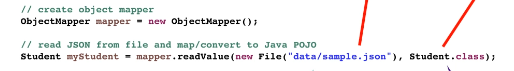 // create object mapper
ObjectMapper mapper = new ObjectMapper();
// read JSON from file and map/convert to Java POJO
Student myStudent = mapper.readValue(new File("data/sample.json"), Student.class);